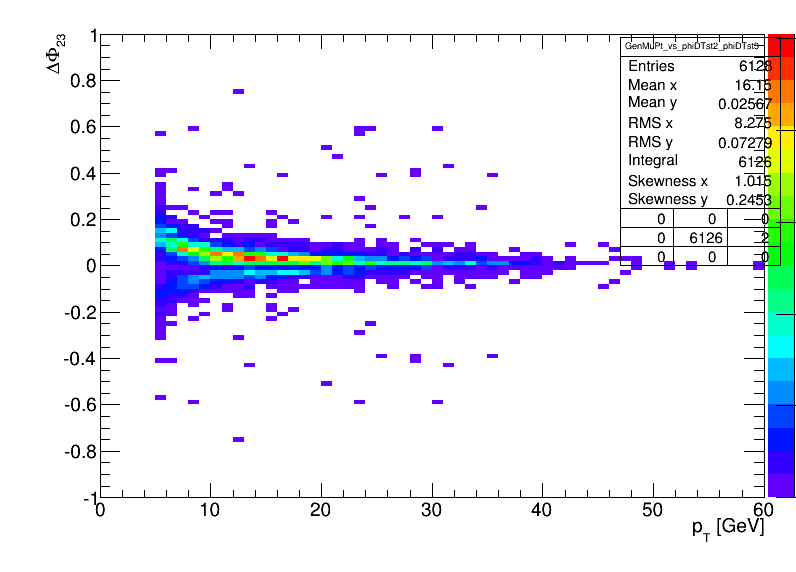 ΔΦ23
1
0.8
0.6
0.4
0.2
0
-0.2
-0.4
-0.6
-0.8
-1
0 10 20 30 40 50 60
pT [GeV]
GenMuPt_vs_phiDTst2_phiDTst3
Entries 6128
Mean x 16.15
Mean y 0.02567
RMS x 8.275
RMS y 0.07279
Integral 6126
Skewness x 1.015
Skewness y 0.2453
0 0 0
0 6126 2
0 0 0